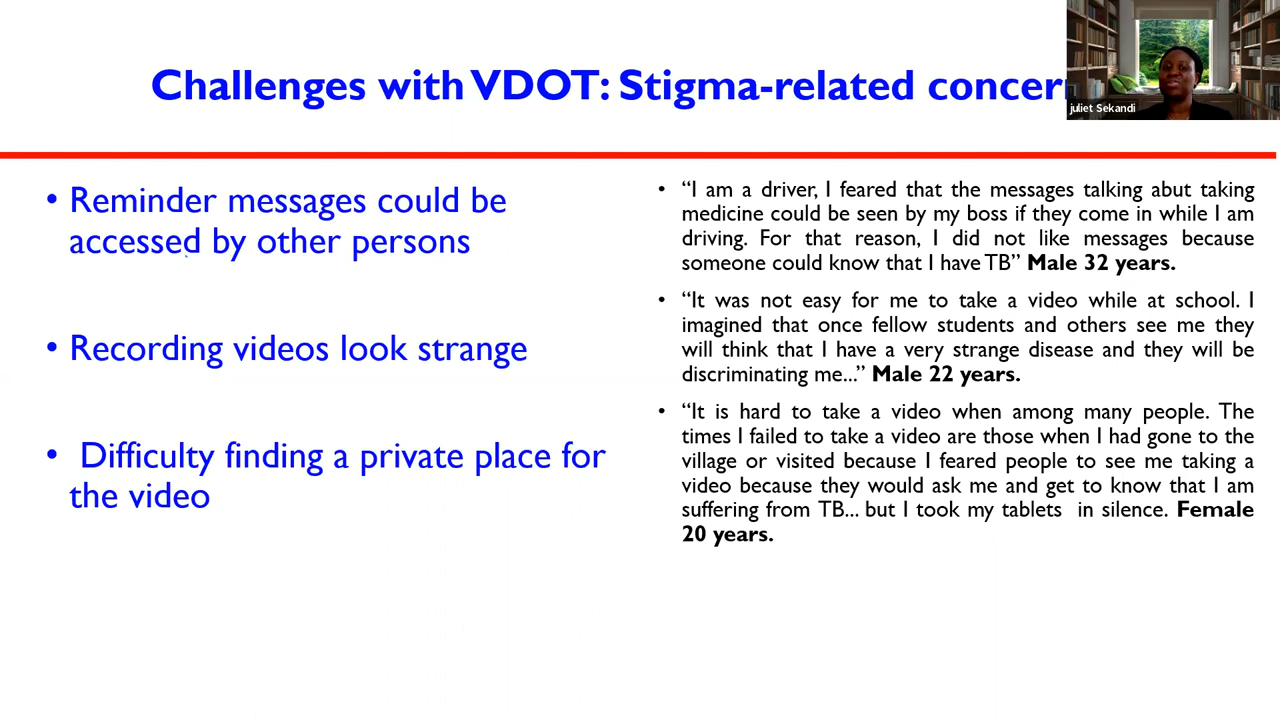 Challenges with VDOT: Stigma-related concer
juliet Sekandi
• Reminder messages could be
accessed by other persons
• Recording videos look strange
• Difficulty finding a private place for
the video
• “I am a driver, I feared that the messages talking abut taking
medicine could be seen by my boss if they come in while I am
driving. For that reason, I did not like messages because
someone could know that I have TB” Male 32 years.
• “It was not easy for me to take a video while at school. I
imagined that once fellow students and others see me they
will think that I have a very strange disease and they will be
discriminating me...” Male 22 years.
• “It is hard to take a video when among many people. The
times I failed to take a video are those when I had gone to the
village or visited because I feared people to see me taking a
video because they would ask me and get to know that I am
suffering from TB... but I took my tablets in silence. Female
20 years.